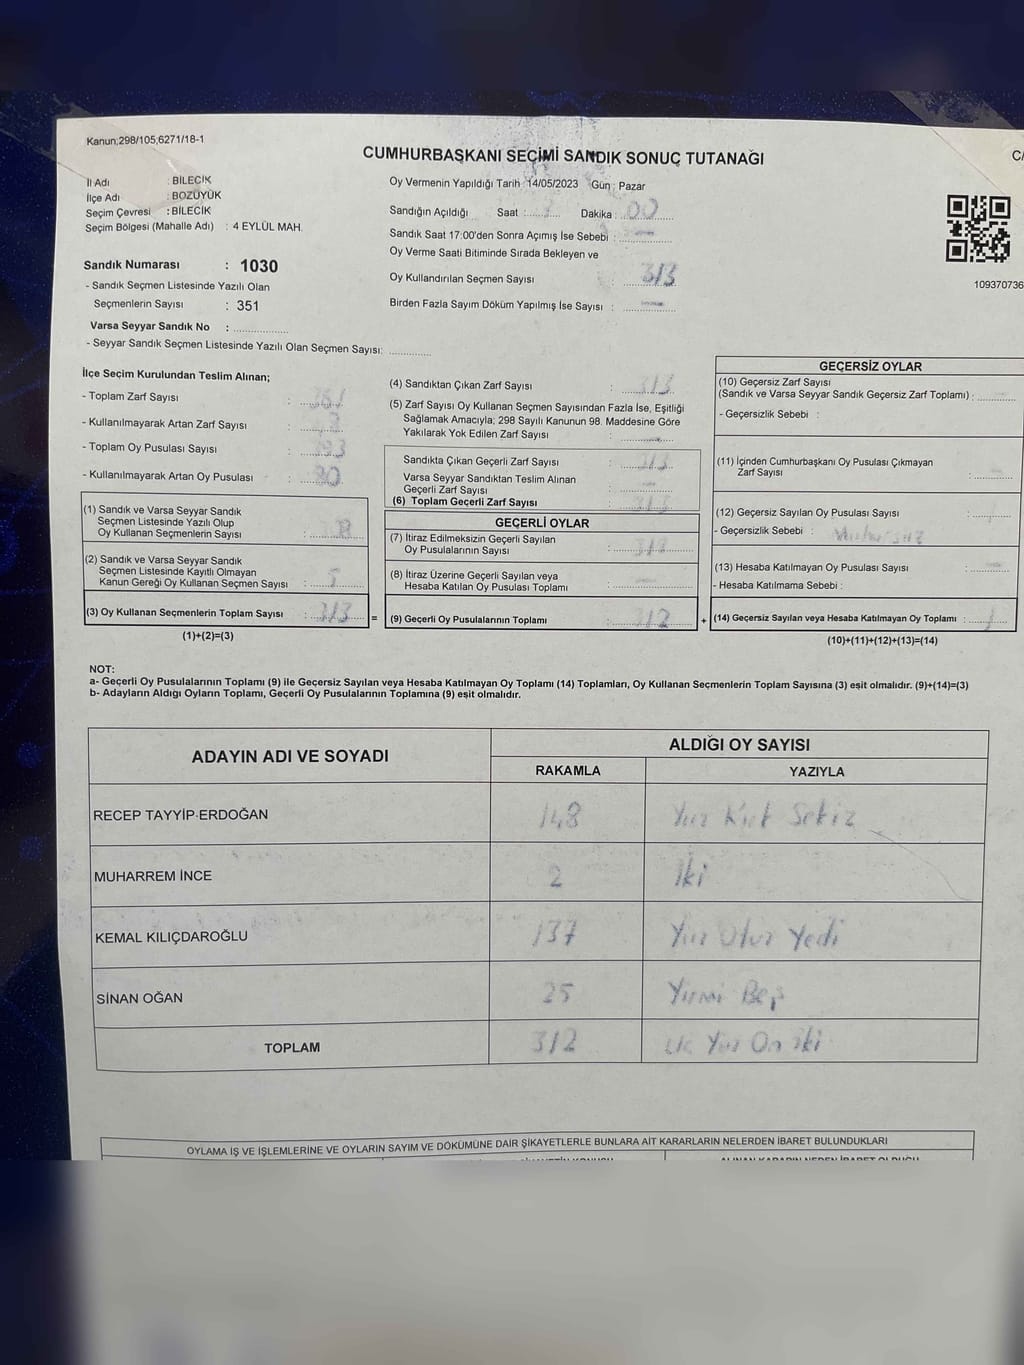 Kanun;298/105,6271/18-1
CUMHURBAŞKANI SEÇİMİ SANDIK SONUÇ TUTANAĞI
İl Adı : BİLECİK
İlçe Adı : BOZÜYÜK
Seçim Çevresi : BİLECİK
Seçim Bölgesi (Mahalle Adı) : 4 EYLÜL MAH.
Sandık Numarası : 1030
- Sandık Seçmen Listesinde Yazılı Olan
Seçmenlerin Sayısı : 351
Varsa Seyyar Sandık No :
- Seyyar Sandık Seçmen Listesinde Yazılı Olan Seçmen Sayısı:
Oy Vermenin Yapıldığı Tarih 14/05/2023 Gün : Pazar
Sandığın Açıldığı Saat : Dakika : 00
Sandık Saat 17:00'den Sonra Açımış İse Sebebi : —
Oy Verme Saati Bitiminde Sırada Bekleyen ve
Oy Kullandırılan Seçmen Sayısı : 313
Birden Fazla Sayım Döküm Yapılmış İse Sayısı : —
109370736
İlçe Seçim Kurulundan Teslim Alınan;
- Toplam Zarf Sayısı :
- Kullanılmayarak Artan Zarf Sayısı :
- Toplam Oy Pusulası Sayısı :
- Kullanılmayarak Artan Oy Pusulası : 80
(1) Sandık ve Varsa Seyyar Sandık
Seçmen Listesinde Yazılı Olup
Oy Kullanan Seçmenlerin Sayısı :
(2) Sandık ve Varsa Seyyar Sandık
Seçmen Listesinde Kayıtlı Olmayan
Kanun Gereği Oy Kullanan Seçmen Sayısı : 5
(3) Oy Kullanan Seçmenlerin Toplam Sayısı : 313 =
(1)+(2)=(3)
(4) Sandıktan Çıkan Zarf Sayısı : 313
(5) Zarf Sayısı Oy Kullanan Seçmen Sayısından Fazla İse, Eşitliği
Sağlamak Amacıyla; 298 Sayılı Kanunun 98. Maddesine Göre
Yakılarak Yok Edilen Zarf Sayısı : —
Sandıkta Çıkan Geçerli Zarf Sayısı : 313
Varsa Seyyar Sandıktan Teslim Alınan
Geçerli Zarf Sayısı : —
(6) Toplam Geçerli Zarf Sayısı : 313
GEÇERLİ OYLAR
(7) İtiraz Edilmeksizin Geçerli Sayılan
Oy Pusulalarının Sayısı : 312
(8) İtiraz Üzerine Geçerli Sayılan veya
Hesaba Katılan Oy Pusulası Toplamı : —
(9) Geçerli Oy Pusulalarının Toplamı : 312 +
GEÇERSİZ OYLAR
(10) Geçersiz Zarf Sayısı
(Sandık ve Varsa Seyyar Sandık Geçersiz Zarf Toplamı) : —
- Geçersizlik Sebebi :
(11) İçinden Cumhurbaşkanı Oy Pusulası Çıkmayan
Zarf Sayısı : —
(12) Geçersiz Sayılan Oy Pusulası Sayısı : 1
- Geçersizlik Sebebi :
(13) Hesaba Katılmayan Oy Pusulası Sayısı : —
- Hesaba Katılmama Sebebi :
(14) Geçersiz Sayılan veya Hesaba Katılmayan Oy Toplamı : 1
(10)+(11)+(12)+(13)=(14)
NOT:
a- Geçerli Oy Pusulalarının Toplamı (9) ile Geçersiz Sayılan veya Hesaba Katılmayan Oy Toplamı (14) Toplamları, Oy Kullanan Seçmenlerin Toplam Sayısına (3) eşit olmalıdır. (9)+(14)=(3)
b- Adayların Aldığı Oyların Toplamı, Geçerli Oy Pusulalarının Toplamına (9) eşit olmalıdır.
ADAYIN ADI VE SOYADI ALDIĞI OY SAYISI
RAKAMLA YAZIYLA
RECEP TAYYİP ERDOĞAN 148 Yüz Kırk Sekiz
MUHARREM İNCE 2 İki
KEMAL KILIÇDAROĞLU 137 Yüz Otuz Yedi
SİNAN OĞAN 25 Yirmi Beş
TOPLAM 312 Üç Yüz On iki
OYLAMA İŞ VE İŞLEMLERİNE VE OYLARIN SAYIM VE DÖKÜMÜNE DAİR ŞİKAYETLERLE BUNLARA AİT KARARLARIN NELERDEN İBARET BULUNDUKLARI